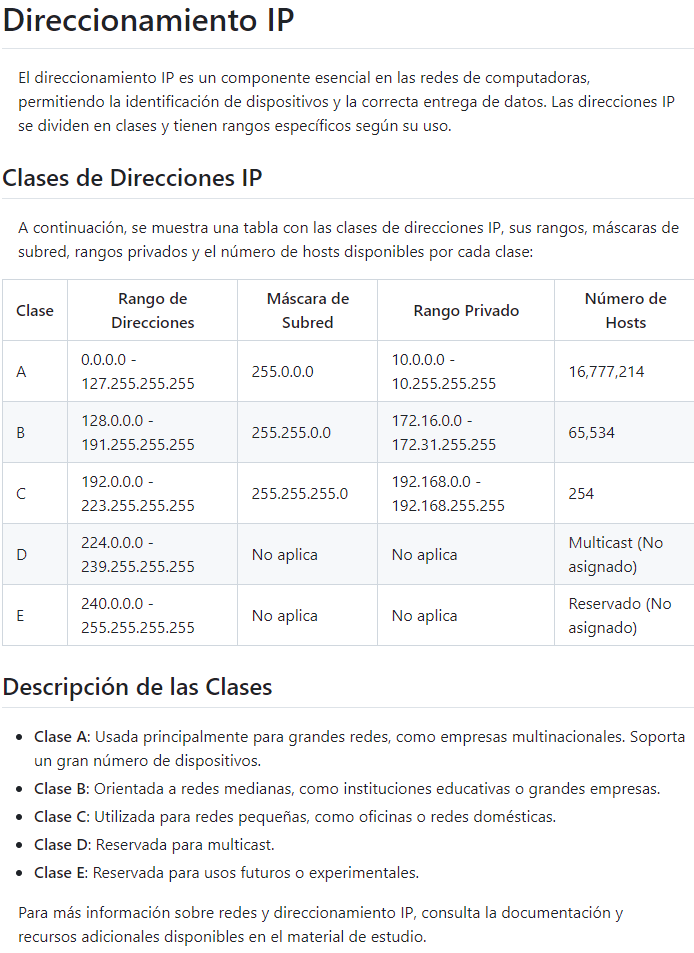 Direccionamiento IP
El direccionamiento IP es un componente esencial en las redes de computadoras,
permitiendo la identificación de dispositivos y la correcta entrega de datos. Las direcciones IP
se dividen en clases y tienen rangos específicos según su uso.
Clases de Direcciones IP
A continuación, se muestra una tabla con las clases de direcciones IP, sus rangos, máscaras de
subred, rangos privados y el número de hosts disponibles por cada clase:
Clase
Rango de
Direcciones
Máscara de
Subred
Rango Privado
Número de
Hosts
A
0.0.0.0 -
127.255.255.255
255.0.0.0
10.0.0.0 -
10.255.255.255
16,777,214
B
128.0.0.0 -
191.255.255.255
255.255.0.0
172.16.0.0 -
172.31.255.255
65,534
C
192.0.0.0 -
223.255.255.255
255.255.255.0
192.168.0.0 -
192.168.255.255
254
D
224.0.0.0 -
239.255.255.255
No aplica
No aplica
Multicast (No
asignado)
E
240.0.0.0 -
255.255.255.255
No aplica
No aplica
Reservado (No
asignado)
Descripción de las Clases
• Clase A: Usada principalmente para grandes redes, como empresas multinacionales. Soporta
un gran número de dispositivos.
• Clase B: Orientada a redes medianas, como instituciones educativas o grandes empresas.
• Clase C: Utilizada para redes pequeñas, como oficinas o redes domésticas.
• Clase D: Reservada para multicast.
• Clase E: Reservada para usos futuros o experimentales.
Para más información sobre redes y direccionamiento IP, consulta la documentación y
recursos adicionales disponibles en el material de estudio.